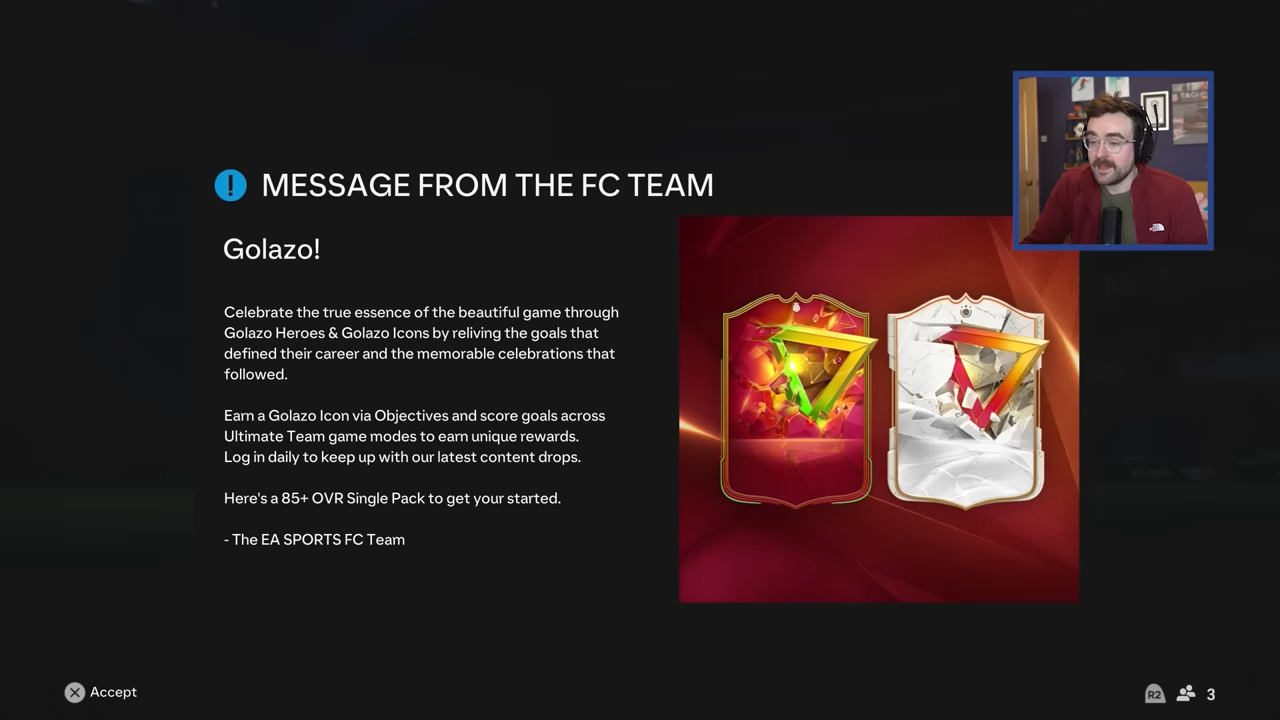 MESSAGE FROM THE FC TEAM
Golazo!
Celebrate the true essence of the beautiful game through
Golazo Heroes & Golazo Icons by reliving the goals that
defined their career and the memorable celebrations that
followed.
Earn a Golazo Icon via Objectives and score goals across
Ultimate Team game modes to earn unique rewards.
Log in daily to keep up with our latest content drops.
Here's a 85+ OVR Single Pack to get your started.
- The EA SPORTS FC Team
Accept
R2 3